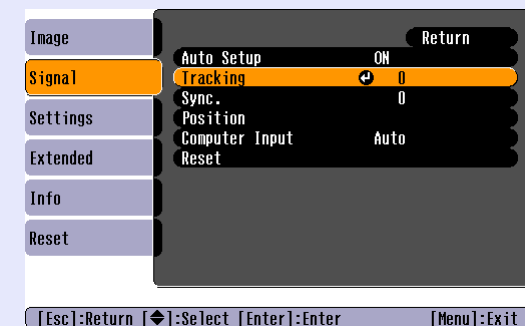 Image
Signal
Settings
Extended
Info
Reset
Return
Auto Setup ON
Tracking 0
Sync. 0
Position
Computer Input Auto
Reset
[Esc]:Return [◆]:Select [Enter]:Enter [Menu]:Exit